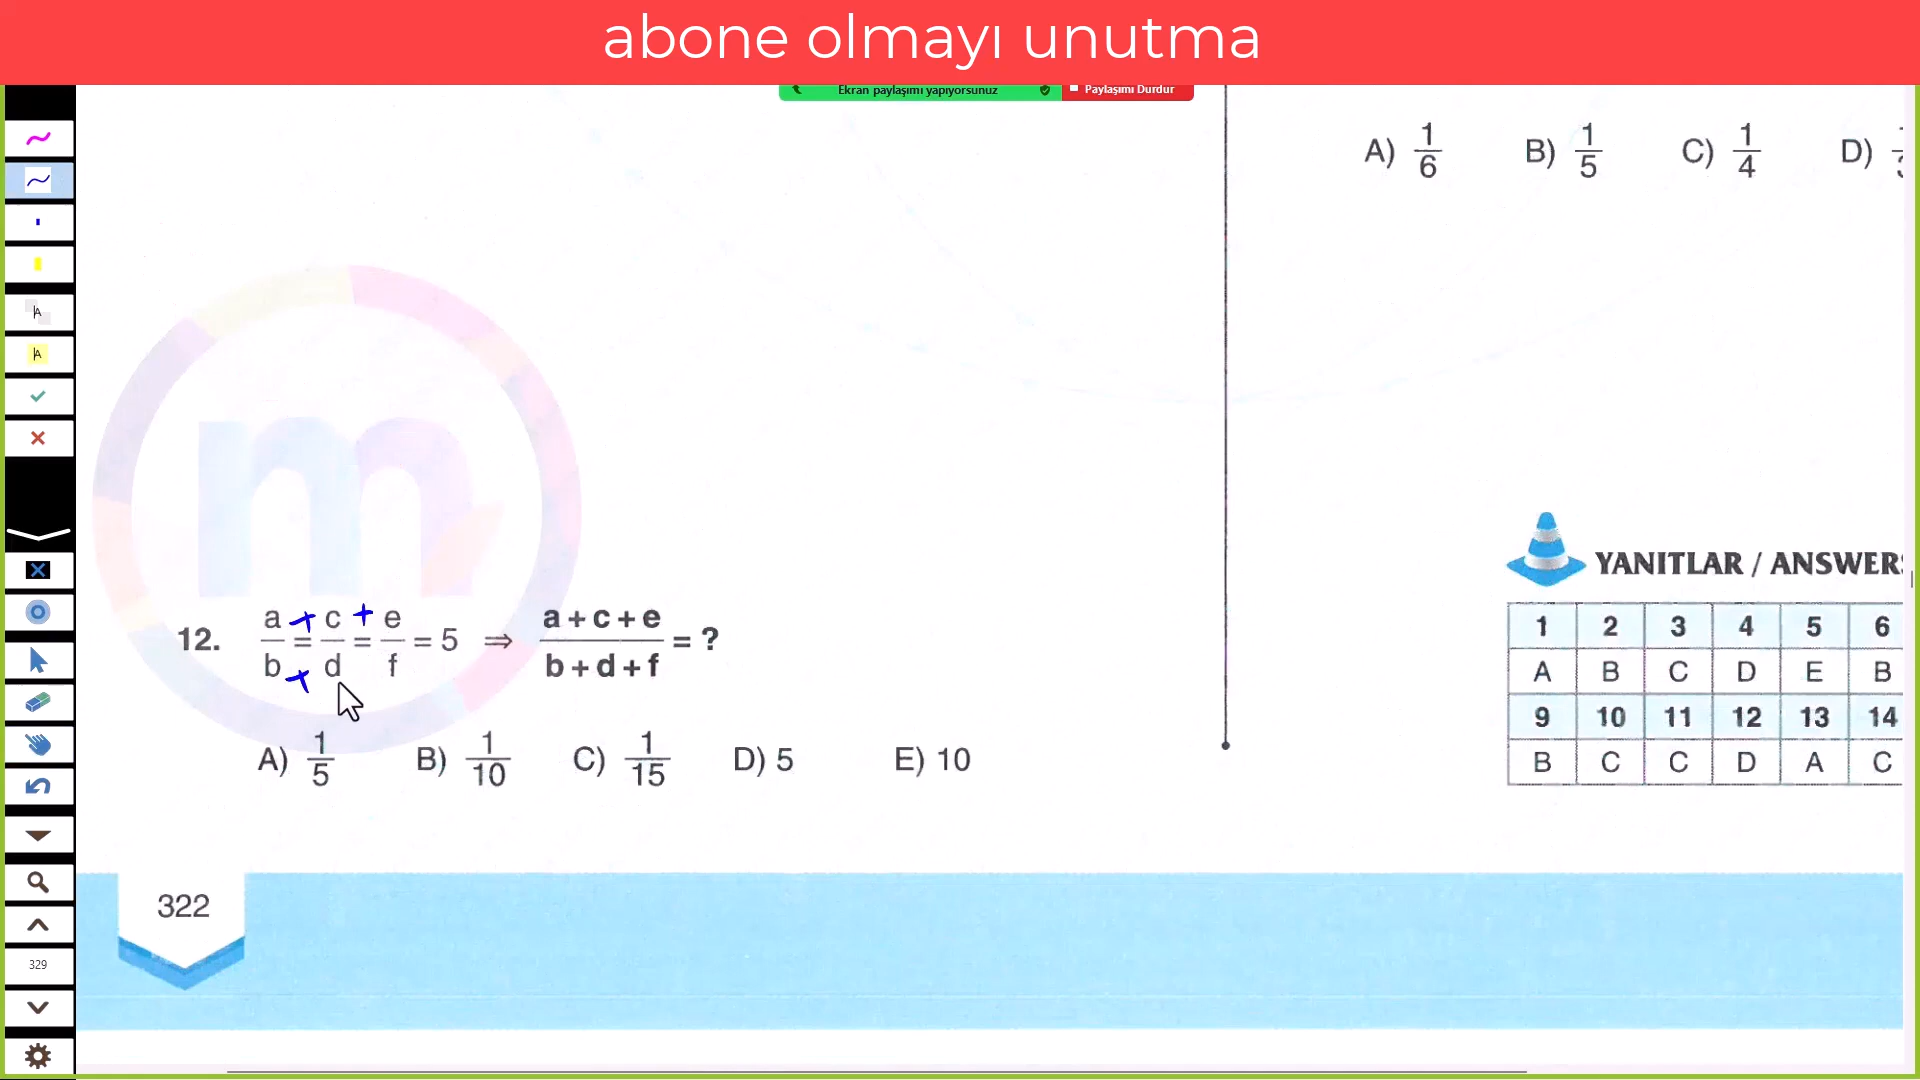 abone olmayı unutma
Ekran paylaşımı yapıyorsunuz Paylaşımı Durdur
A) 1/6 B) 1/5 C) 1/4 D)
m
12. a/b = c/d = e/f = 5 ⇒ a + c + e / b + d + f = ?
+ +
+
A) 1/5 B) 1/10 C) 1/15 D) 5 E) 10
YANITLAR / ANSWERS
1 2 3 4 5 6
A B C D E B
9 10 11 12 13 14
B C C D A C
322
329